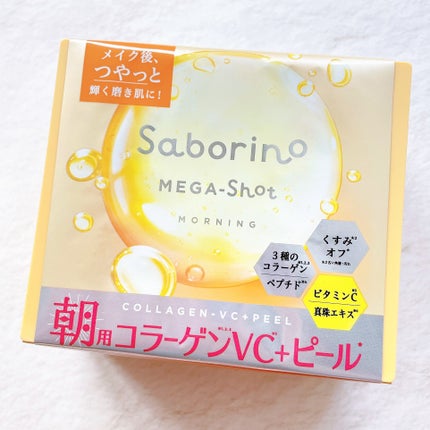 メイク後、
つやっと
輝く磨き肌に!
Saborino
MEGA-Shot
MORNING
くすみ
オフ
3種の
コラーゲン
ペプチド
ビタミンC
真珠エキス
COLLAGEN-VC+PEEL
朝用コラーゲンVC+ピール